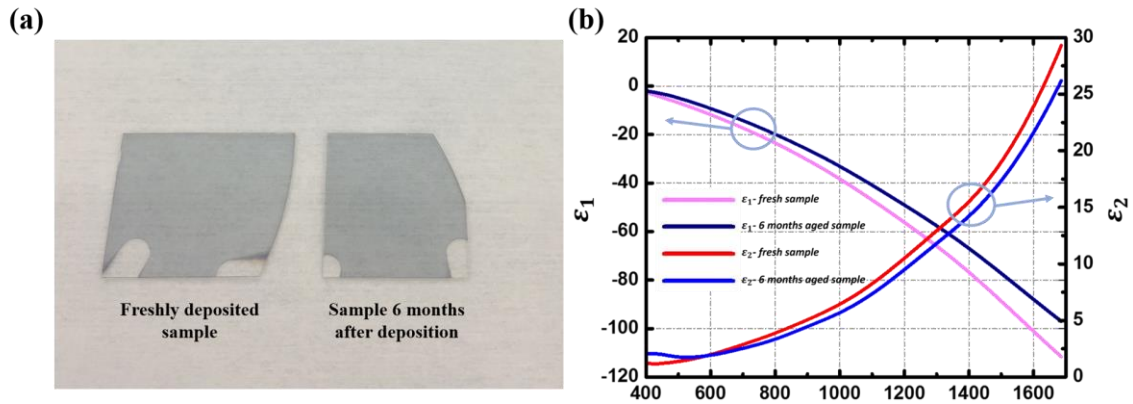 (a)
Freshly deposited
sample
Sample 6 months
after deposition
(b)
20
0
-20
-40
-60
-80
-100
-120
ε₁
ε₁- fresh sample
ε₁- 6 months aged sample
ε₂- fresh sample
ε₂- 6 months aged sample
30
25
20
15
10
5
0
ε₂
400 600 800 1000 1200 1400 1600